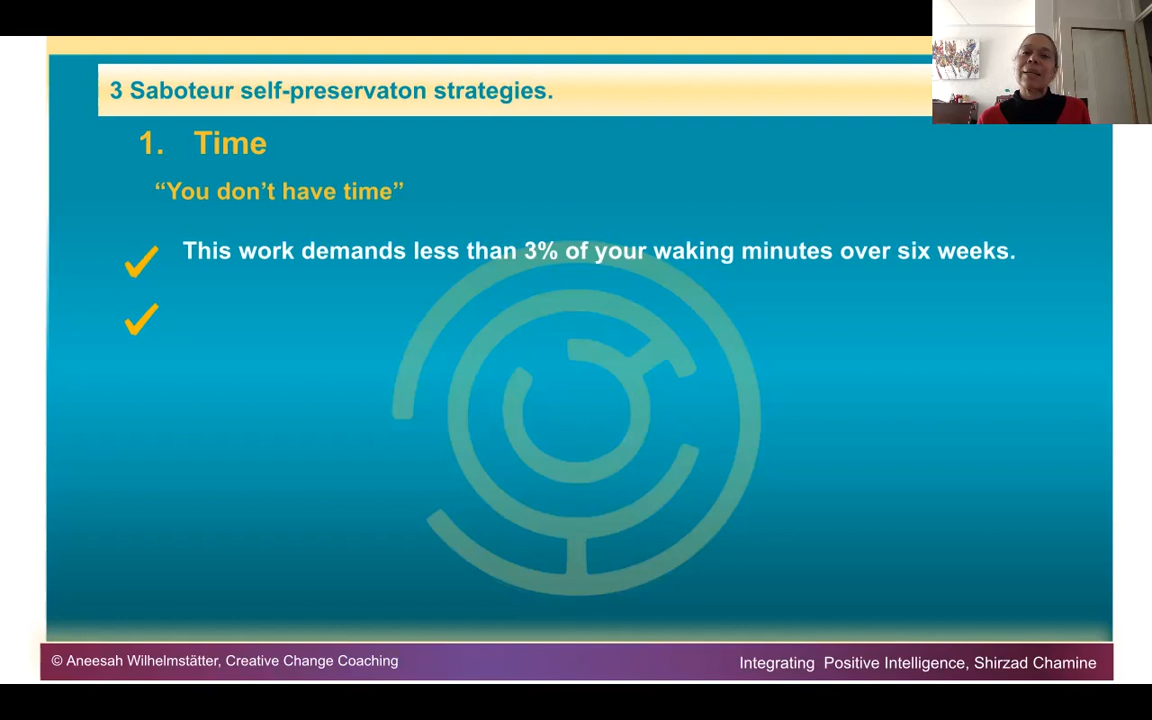 3 Saboteur self-preservaton strategies.
1. Time
“You don’t have time”
This work demands less than 3% of your waking minutes over six weeks.
© Aneesah Wilhelmstätter, Creative Change Coaching
Integrating Positive Intelligence, Shirzad Chamine